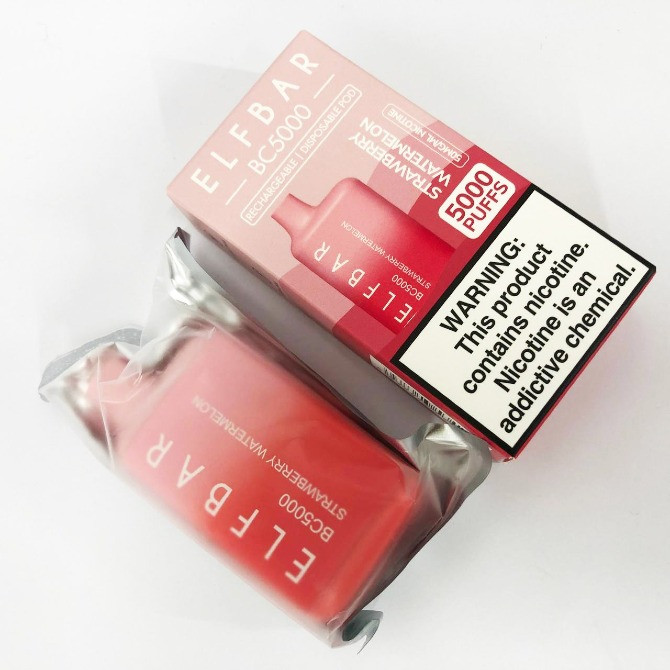 ELFBAR
BC5000
RECHARGEABLE | DISPOSABLE POD
50MG/ML NICOTINE
STRAWBERRY
WATERMELON
5000
PUFFS
ELFBAR
BC5000
STRAWBERRY WATERMELON
WARNING:
This product
contains nicotine.
Nicotine is an
addictive chemical.
ELFBAR
BC5000
STRAWBERRY WATERMELON